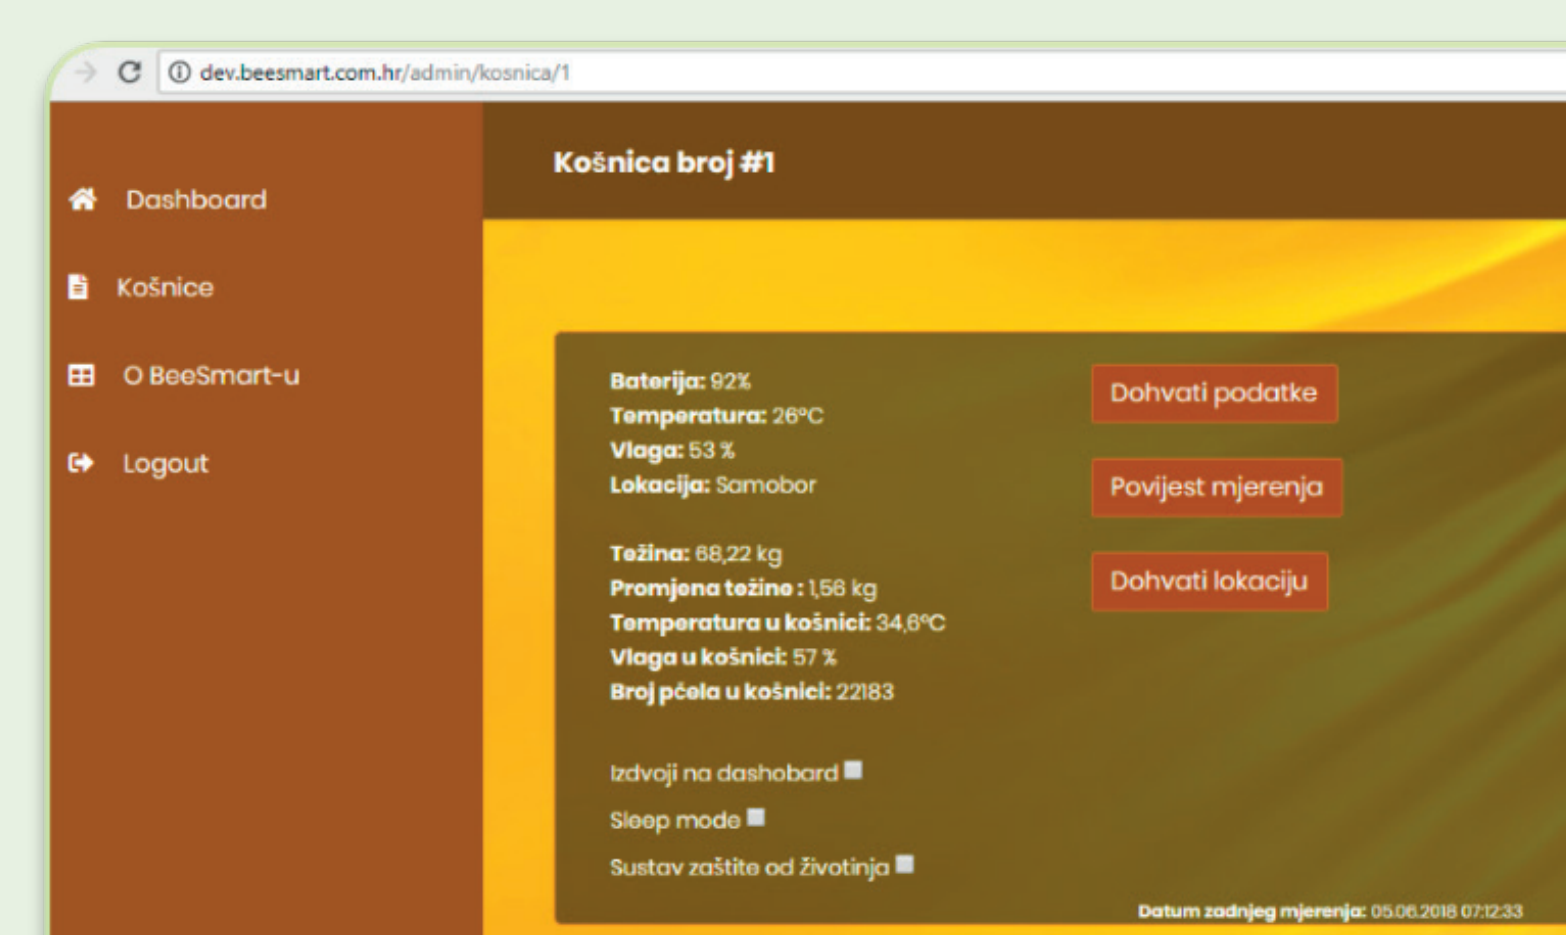 dev.beesmart.com.hr/admin/kosnica/1
Košnica broj #1
Dashboard
Košnice
O BeeSmart-u
Logout
Baterija: 92%
Temperatura: 26°C
Vlaga: 53 %
Lokacija: Samobor
Težina: 68,22 kg
Promjena težine : 1,56 kg
Temperatura u košnici: 34,6°C
Vlaga u košnici: 57 %
Broj pčela u košnici: 22183
Izdvoji na dashobard
Sleep mode
Sustav zaštite od životinja
Dohvati podatke
Povijest mjerenja
Dohvati lokaciju
Datum zadnjeg mjerenja: 05.06.2018 07:12:33